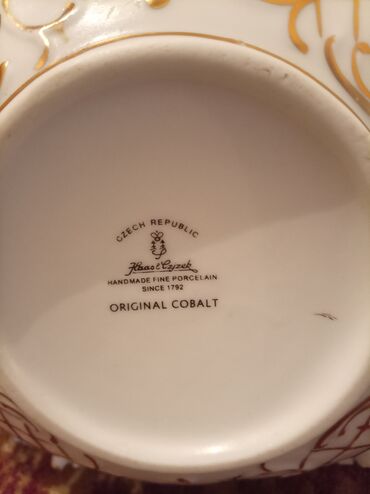 CZECH REPUBLIC
Haas & Czjzek
HANDMADE FINE PORCELAIN
SINCE 1792
ORIGINAL COBALT